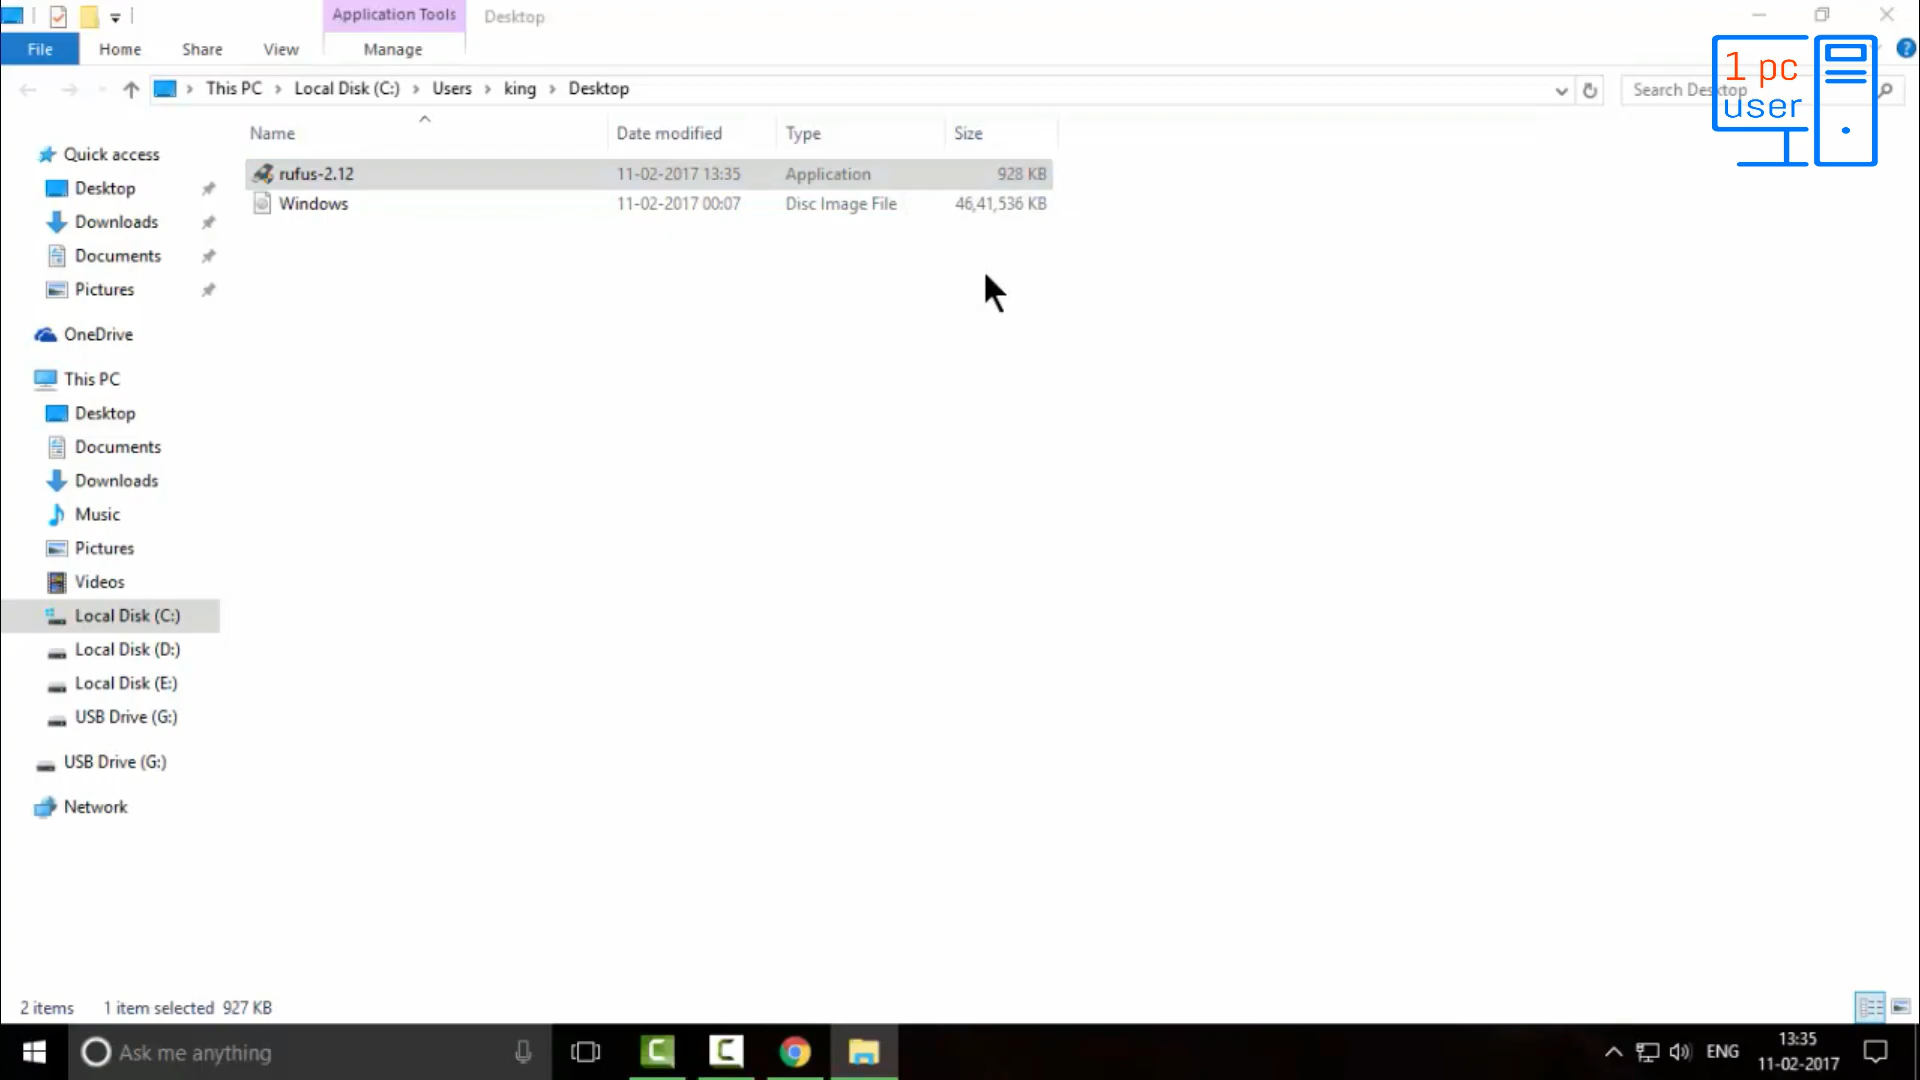 Application Tools Desktop
File Home Share View Manage
This PC Local Disk (C:) Users king Desktop
Search Desktop
1 pc
user
Name Date modified Type Size
rufus-2.12 11-02-2017 13:35 Application 928 KB
Windows 11-02-2017 00:07 Disc Image File 46,41,536 KB
Quick access
Desktop
Downloads
Documents
Pictures
OneDrive
This PC
Desktop
Documents
Downloads
Music
Pictures
Videos
Local Disk (C:)
Local Disk (D:)
Local Disk (E:)
USB Drive (G:)
USB Drive (G:)
Network
2 items 1 item selected 927 KB
Ask me anything
ENG
13:35
11-02-2017